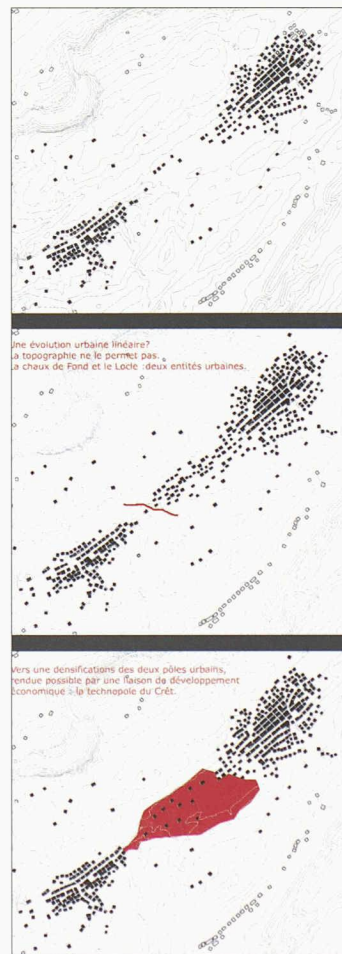 Une évolution urbaine linéaire?
La topographie ne le permet pas.
La chaux de Fond et le Locle :deux entités urbaines.
Vers une densifications des deux pôles urbains,
rendue possible par une liaison de développement
économique : la technopole du Crêt.